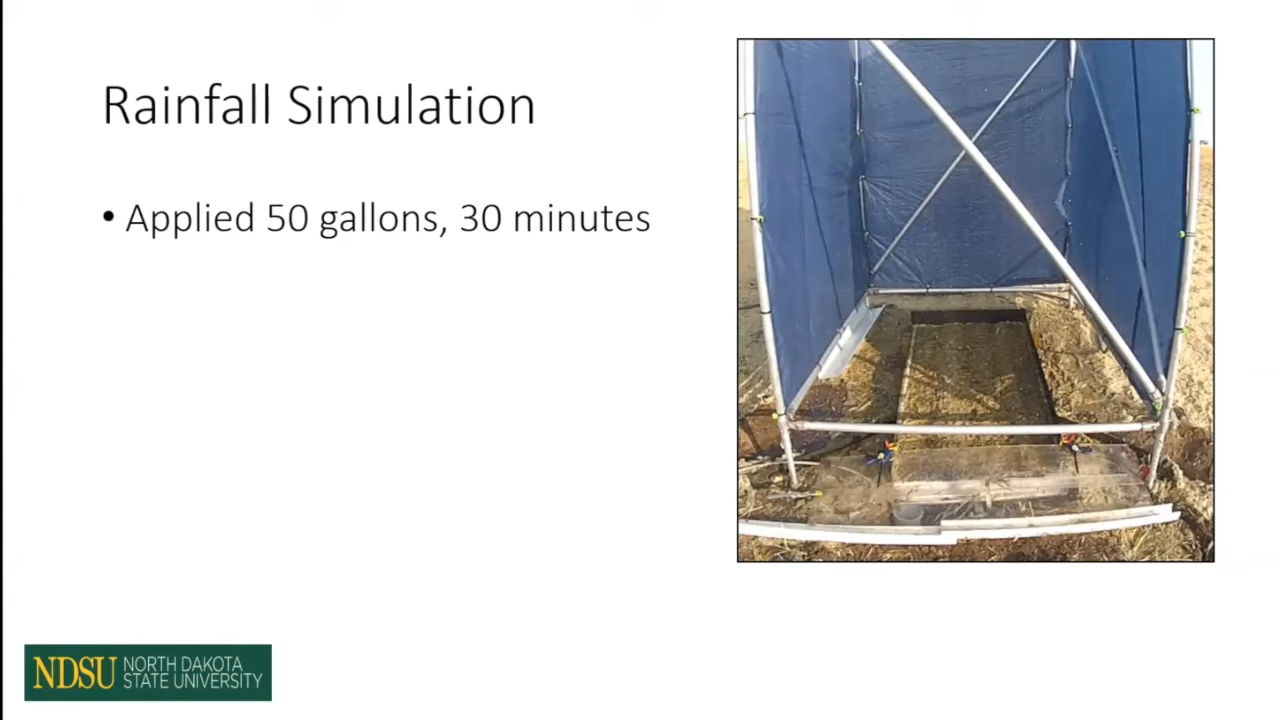 Rainfall Simulation
• Applied 50 gallons, 30 minutes
NDSU NORTH DAKOTA
STATE UNIVERSITY